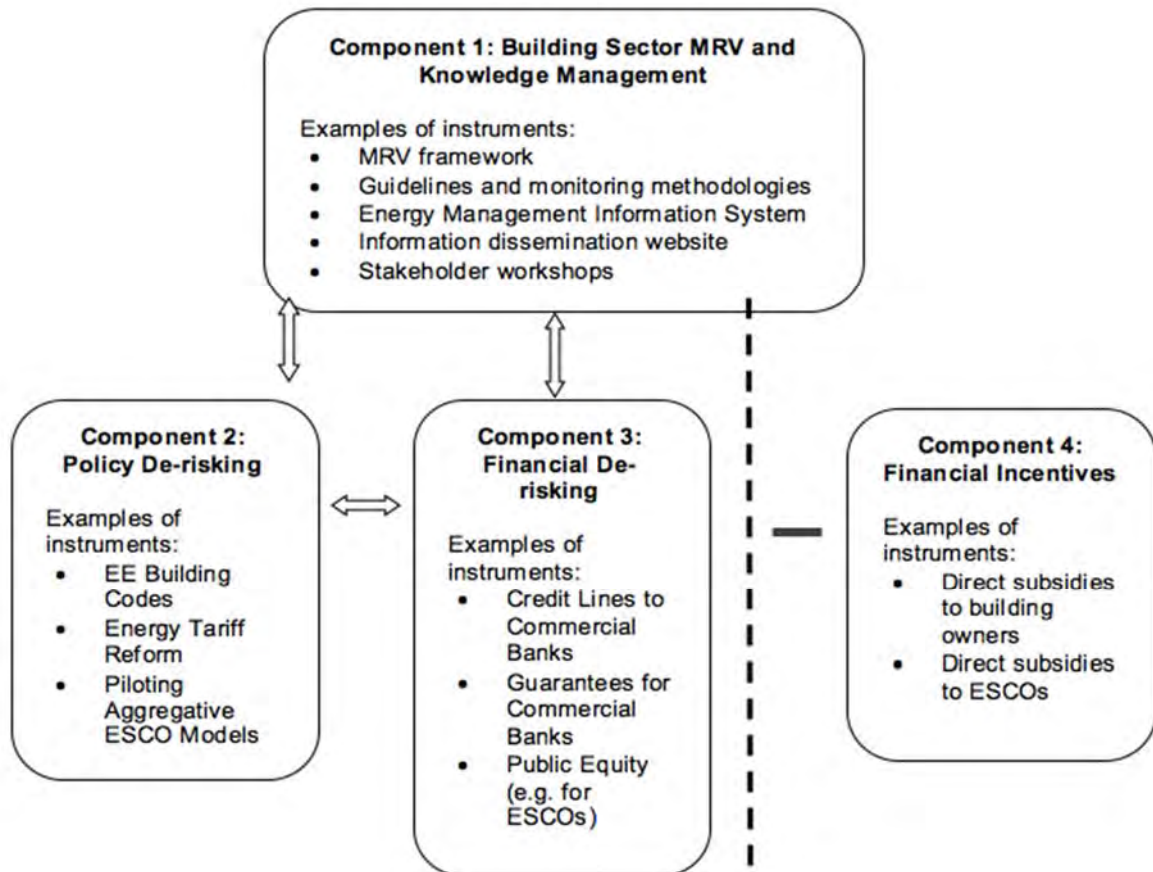 Component 1: Building Sector MRV and
Knowledge Management
Examples of instruments:
• MRV framework
• Guidelines and monitoring methodologies
• Energy Management Information System
• Information dissemination website
• Stakeholder workshops
Component 2:
Policy De-risking
Examples of
instruments:
• EE Building
Codes
• Energy Tariff
Reform
• Piloting
Aggregative
ESCO Models
Component 3:
Financial De-
risking
Examples of
instruments:
• Credit Lines to
Commercial
Banks
• Guarantees for
Commercial
Banks
• Public Equity
(e.g. for
ESCOs)
Component 4:
Financial Incentives
Examples of
instruments:
• Direct subsidies
to building
owners
• Direct subsidies
to ESCOs